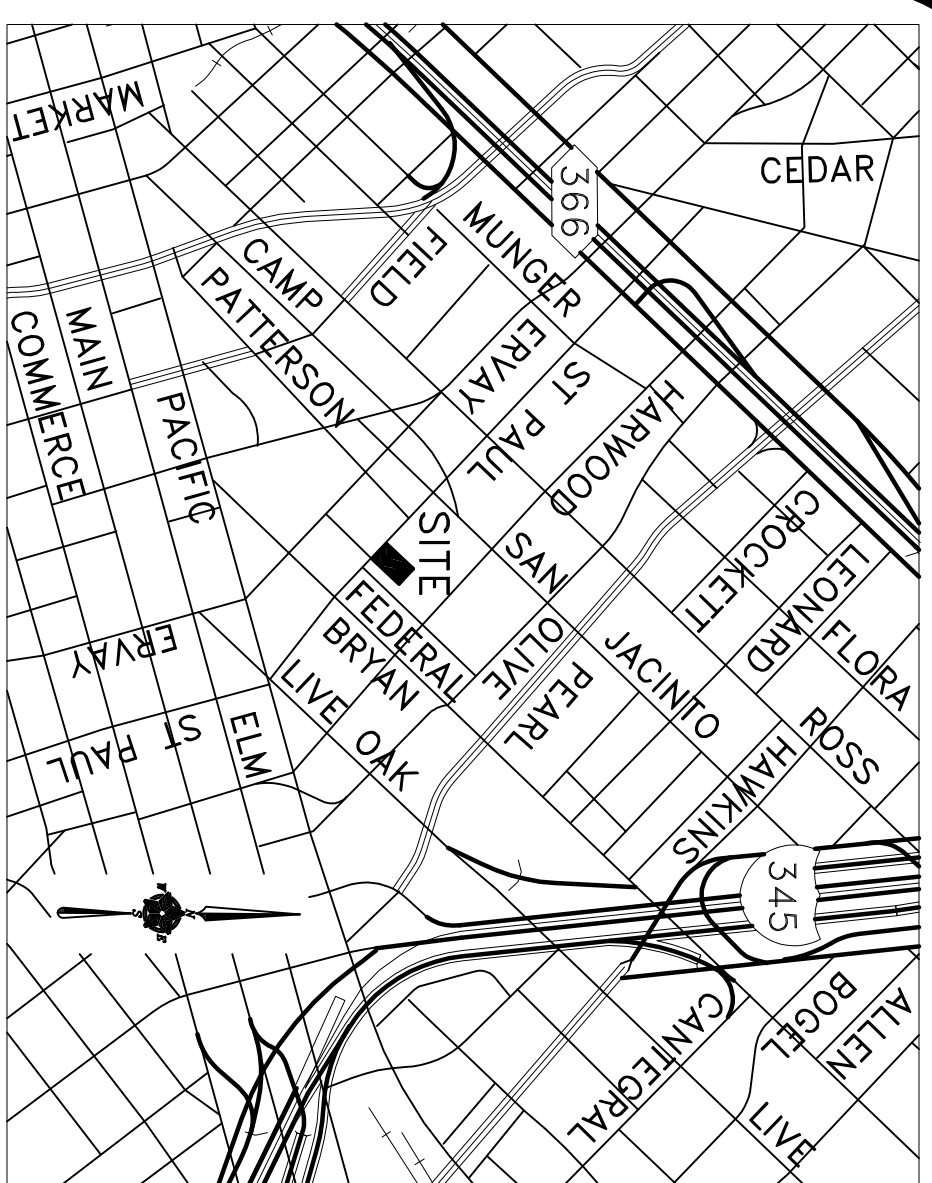 MARKET
CEDAR
366
MUNGER
FIELD
CAMP
PATTERSON
MAIN
COMMERCE
ERVAY
ST PAUL
HARWOOD
PACIFIC
SITE
SAN JACINTO
CROCKETT
LEONARD
FLORA
FEDERAL
BRYAN
OLIVE
PEARL
ERVAY
LIVE OAK
ST PAUL
ELM
ROSS
HAWKINS
345
N
S
E
W
BOGEL
ALLEN
CANTEGRAL
LIVE